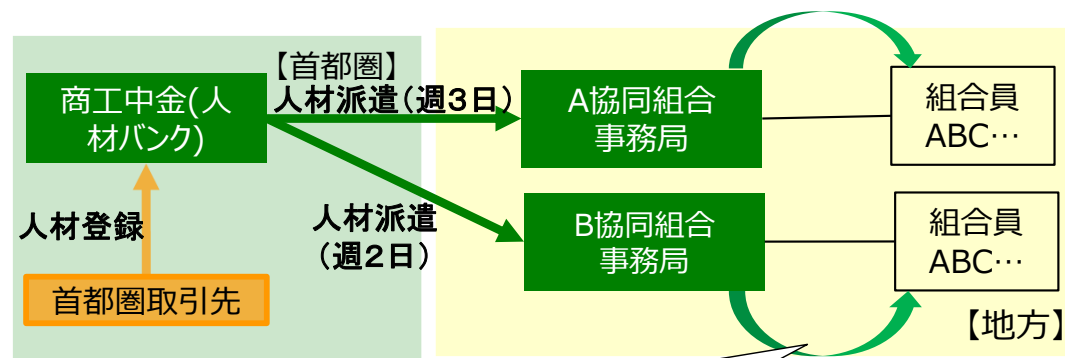 【首都圏】
商工中金(人
材バンク)
人材派遣(週3日)
A協同組合
事務局
組合員
ABC…
人材登録
人材派遣
(週2日)
B協同組合
事務局
組合員
ABC…
首都圏取引先
【地方】